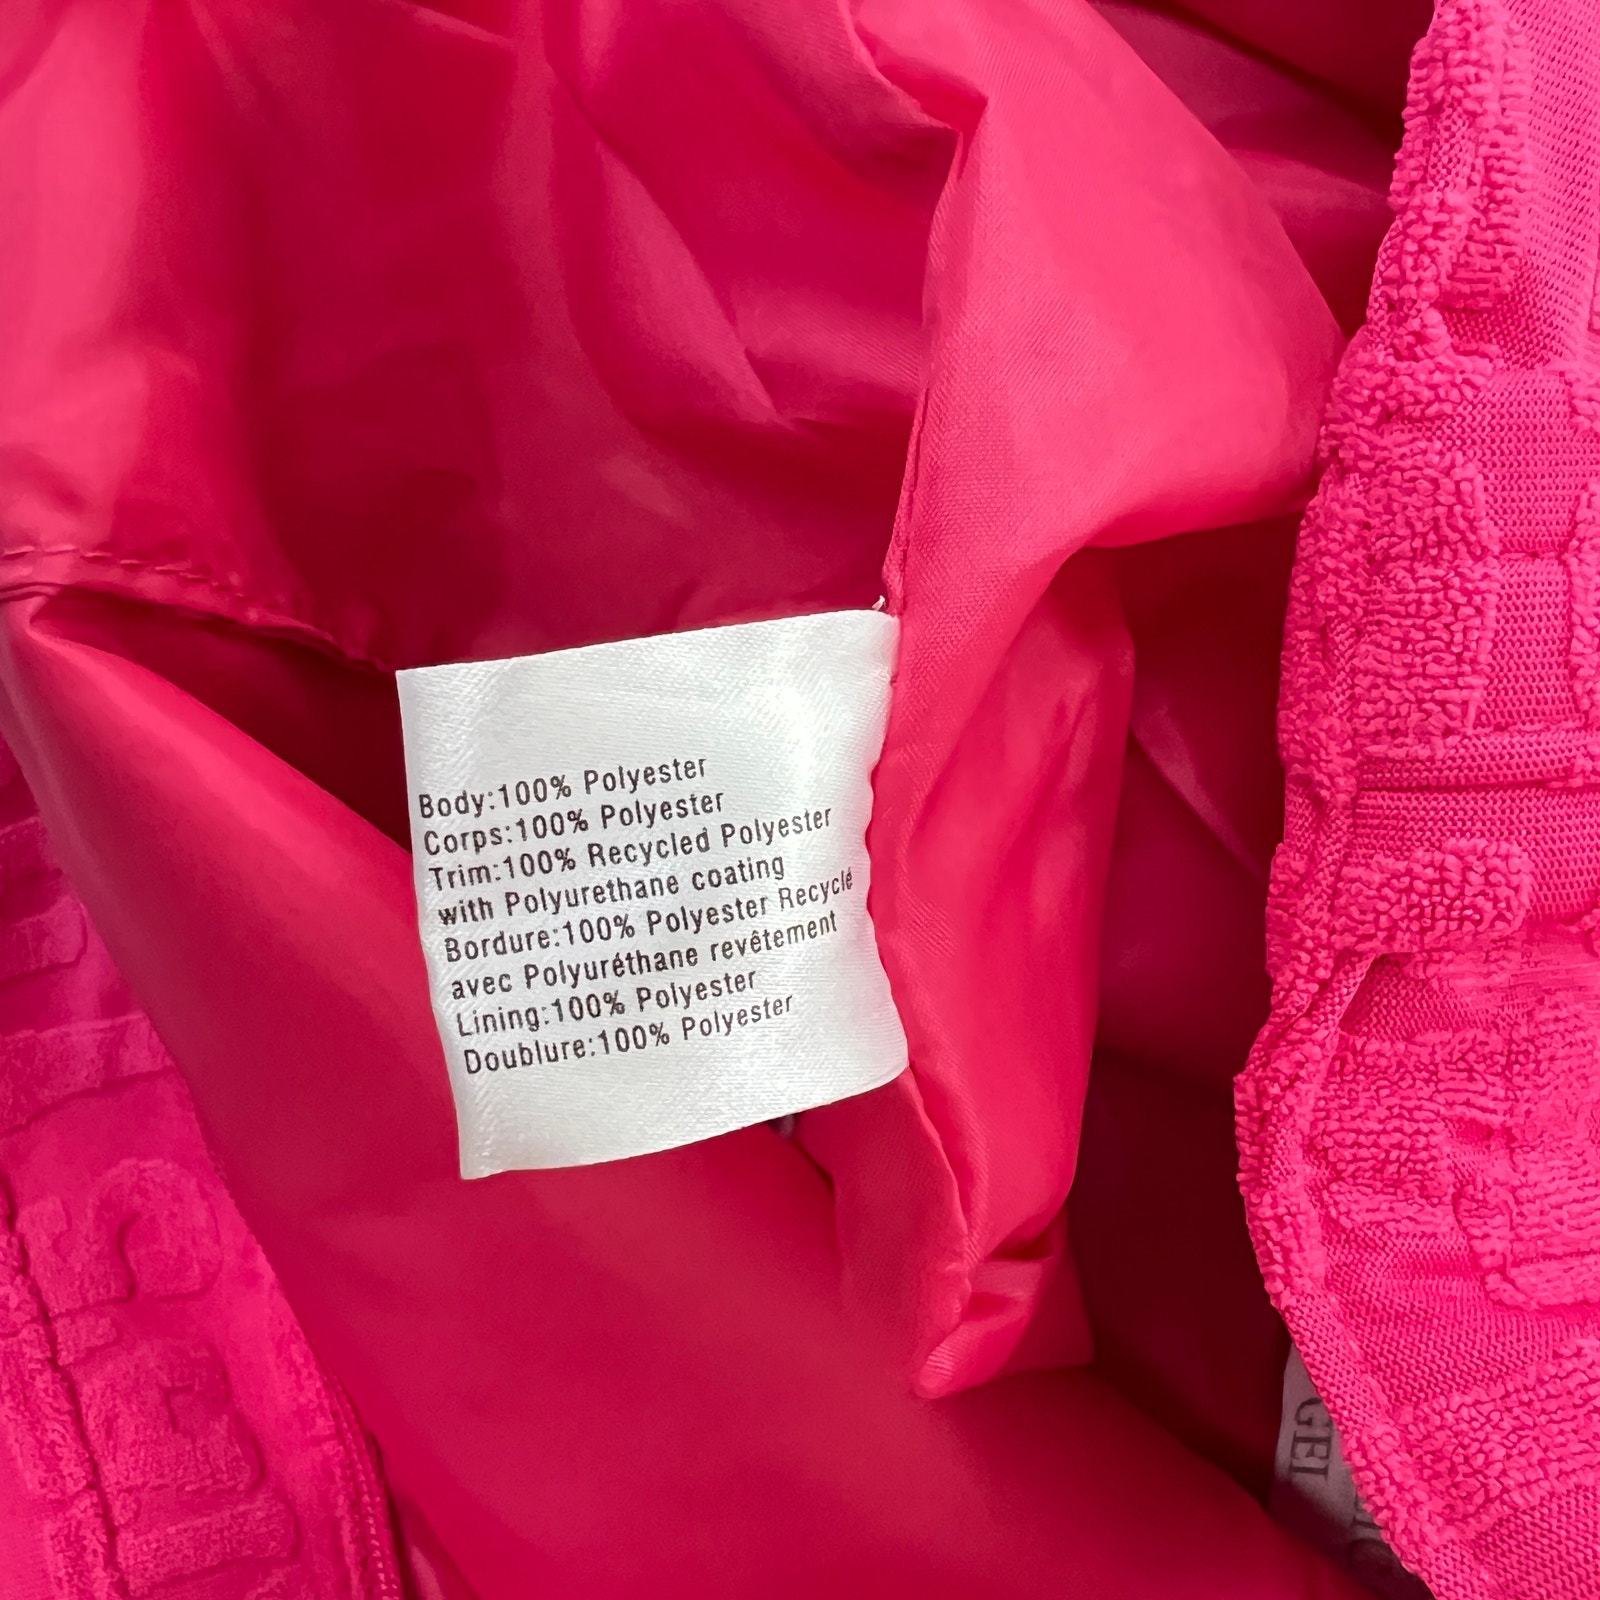 Body:100% Polyester
Corps:100% Polyester
Trim:100% Recycled Polyester
with Polyurethane coating
Bordure:100% Polyester Recyclé
avec Polyuréthane revêtement
Lining:100% Polyester
Doublure:100% Polyester
GEI